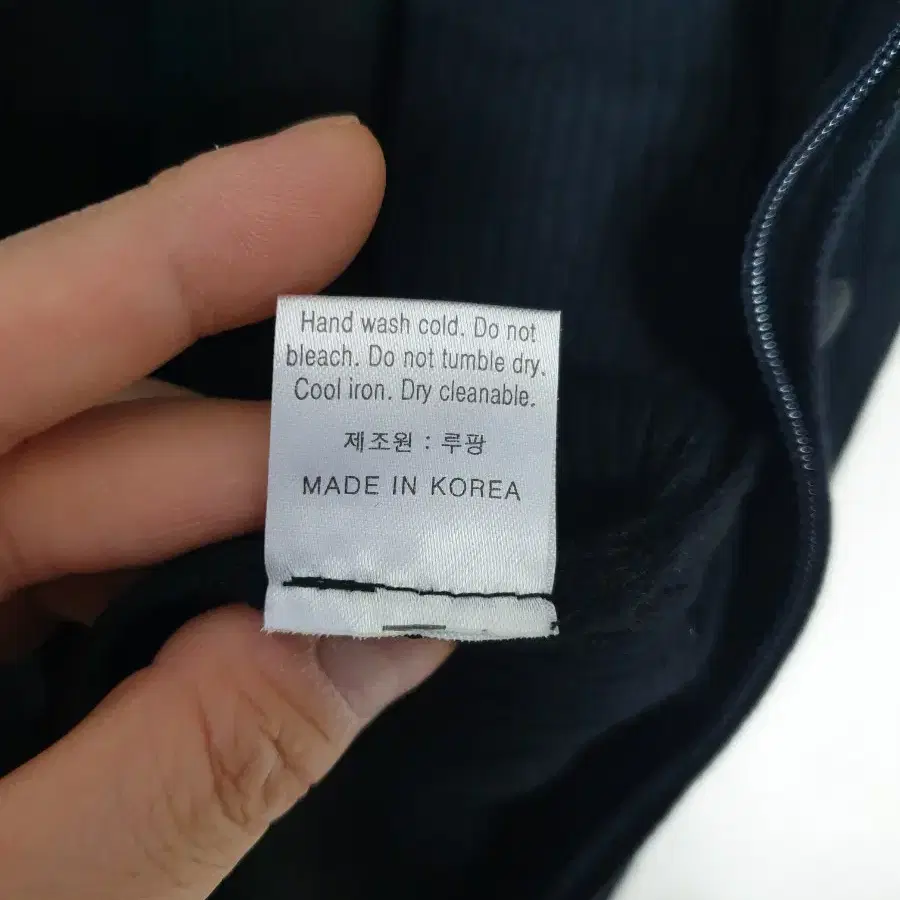 Hand wash cold. Do not
bleach. Do not tumble dry.
Cool iron. Dry cleanable.
제조원 : 루팡
MADE IN KOREA